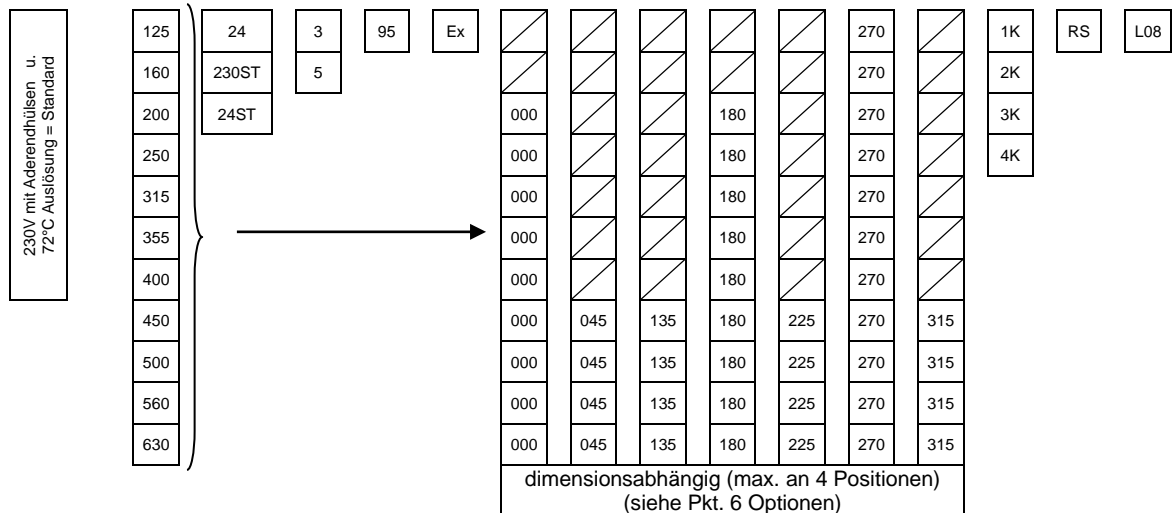 230V mit Aderendhülsen u.
72°C Auslösung = Standard
125 24 3 95 Ex 270 1K RS L08
160 230ST 5 270 2K
200 24ST 000 180 270 3K
250 000 180 270 4K
315 000 180 270
355 000 180 270
400 000 180 270
450 000 045 135 180 225 270 315
500 000 045 135 180 225 270 315
560 000 045 135 180 225 270 315
630 000 045 135 180 225 270 315
dimensionsabhängig (max. an 4 Positionen)
(siehe Pkt. 6 Optionen)